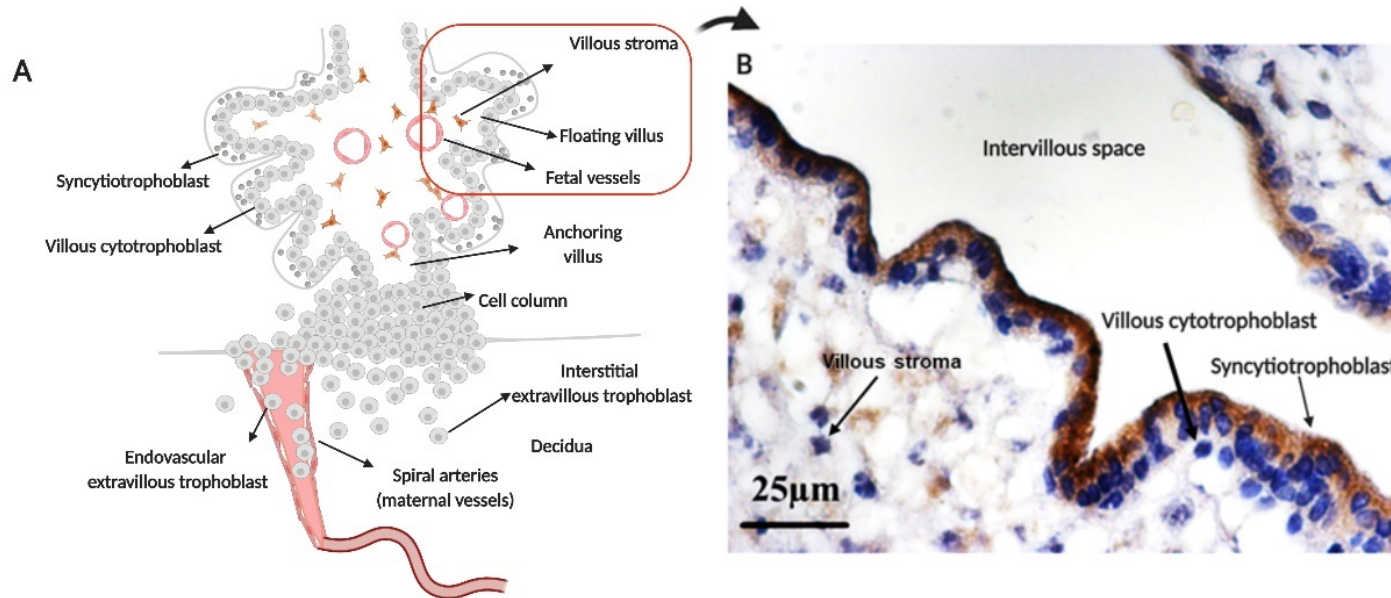 A
Villous stroma
Floating villus
Fetal vessels
Syncytiotrophoblast
Villous cytotrophoblast
Anchoring
villus
Cell column
Interstitial
extravillous trophoblast
Decidua
Endovascular
extravillous trophoblast
Spiral arteries
(maternal vessels)
B
Intervillous space
Villous cytotrophoblast
Syncytiotrophoblast
Villous stroma
25μm